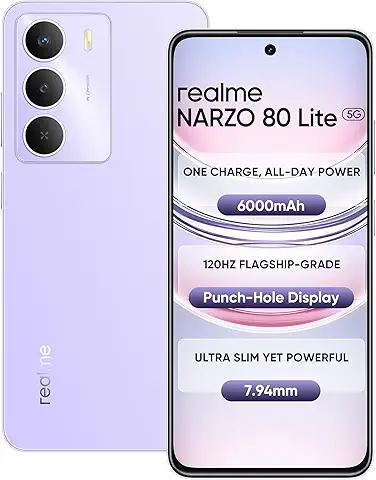 realme
realme
NARZO 80 Lite 5G
ONE CHARGE, ALL-DAY POWER
6000mAh
120HZ FLAGSHIP-GRADE
Punch-Hole Display
ULTRA SLIM YET POWERFUL
7.94mm